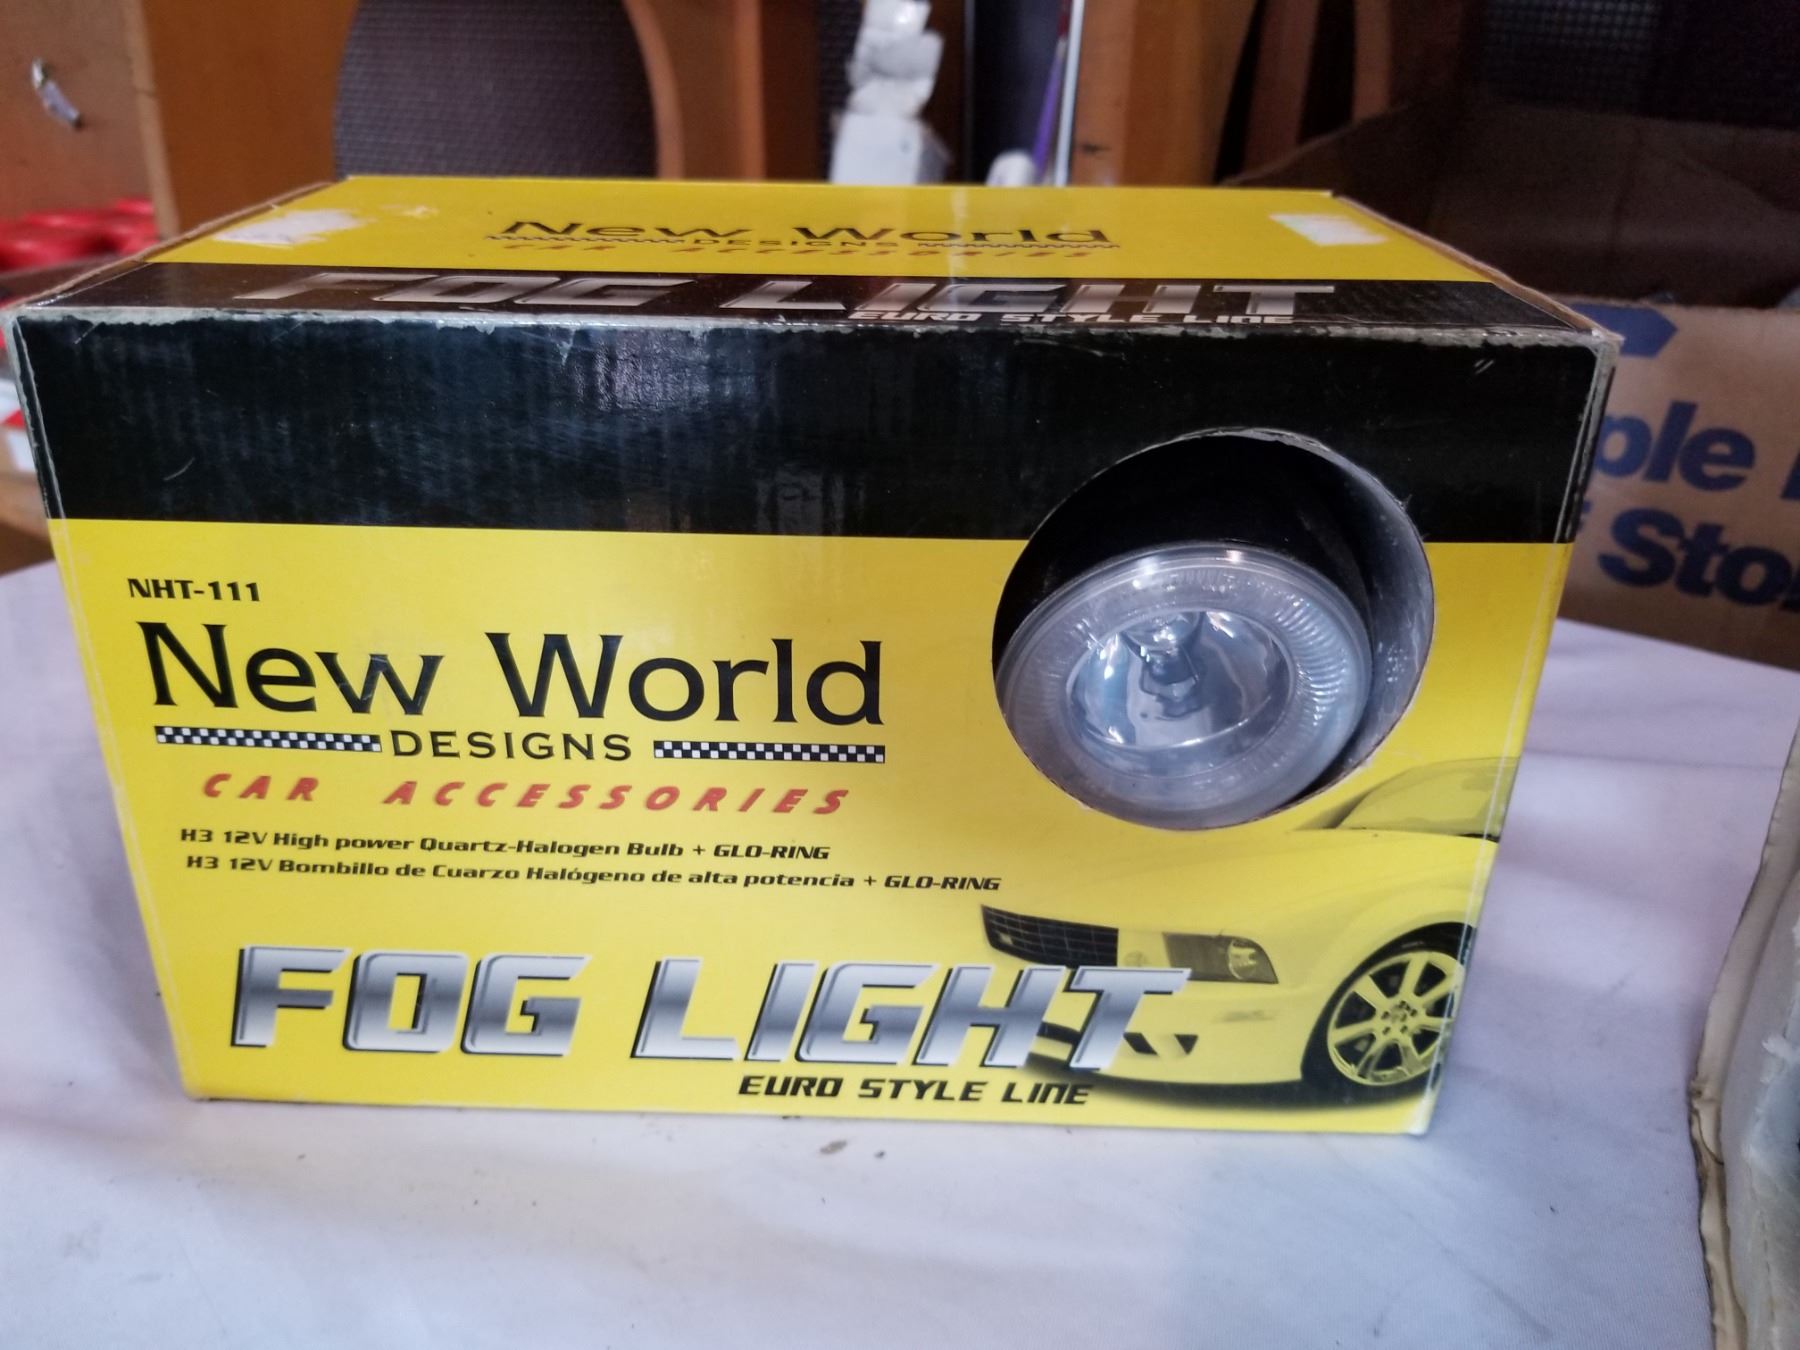 New World
DESIGNS
CAR ACCESSORIES
FOG LIGHT
EURO STYLE LINE
NHT-111
New World
DESIGNS
CAR ACCESSORIES
H3 12V High power Quartz-Halogen Bulb + GLO-RING
H3 12V Bombillo de Cuarzo Halógeno de alta potencia + GLO-RING
FOG LIGHT
EURO STYLE LINE
ple
Sto